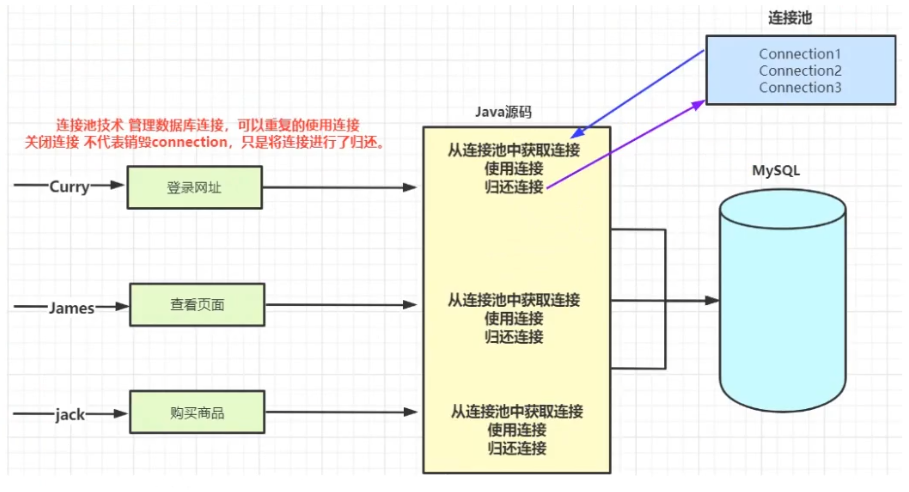 连接池
Connection1
Connection2
Connection3
Java源码
连接池技术 管理数据库连接，可以重复的使用连接
关闭连接 不代表销毁connection，只是将连接进行了归还。
从连接池中获取连接
使用连接
归还连接
MySQL
Curry
登录网址
James
查看页面
从连接池中获取连接
使用连接
归还连接
jack
购买商品
从连接池中获取连接
使用连接
归还连接